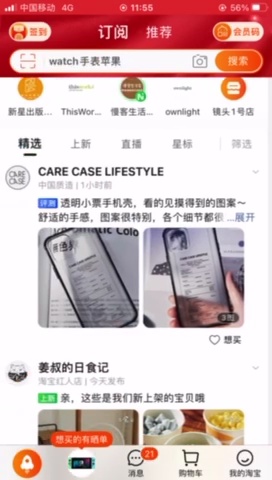 中国移动 4G 11:55 56%
签到 订阅 推荐 会员码
watch手表苹果 搜索
新星出版... ThisWor... 慢客生活... ownlight 镜头1号店
精选 上新 直播 星标 筛选
CARE CASE
CARE CASE LIFESTYLE
中国质造 | 1小时前
评测 透明小票手机壳,看的见摸得到的图案~
舒适的手感,图案很特别,各个细节都很...展开
想买
姜叔的日食记
淘宝红人店 | 今天发布
上新 亲,这些是我们新上架的宝贝哦
想买的有晒单
21
消息 购物车 我的淘宝